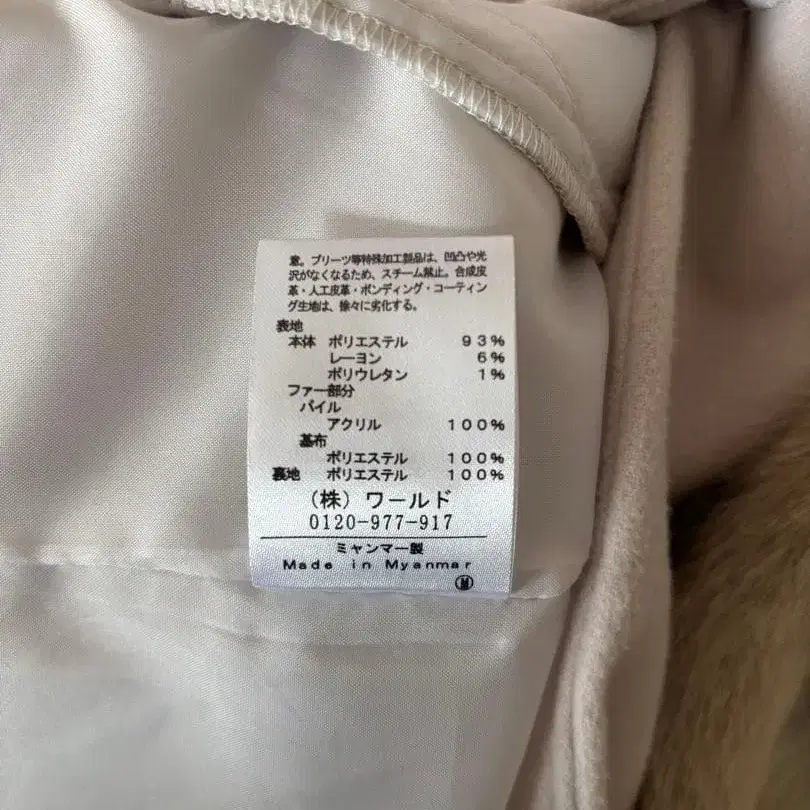 意。プリーツ等特殊加工製品は、凹凸や光
沢がなくなるため、スチーム禁止。合成皮
革・人工皮革・ボンディング・コーティン
グ生地は、徐々に劣化する。
表地
本体 ポリエステル 93%
レーヨン 6%
ポリウレタン 1%
ファー部分
パイル
アクリル 100%
基布
ポリエステル 100%
裏地 ポリエステル 100%
(株)ワールド
0120-977-917
ミャンマー製
Made in Myanmar
M